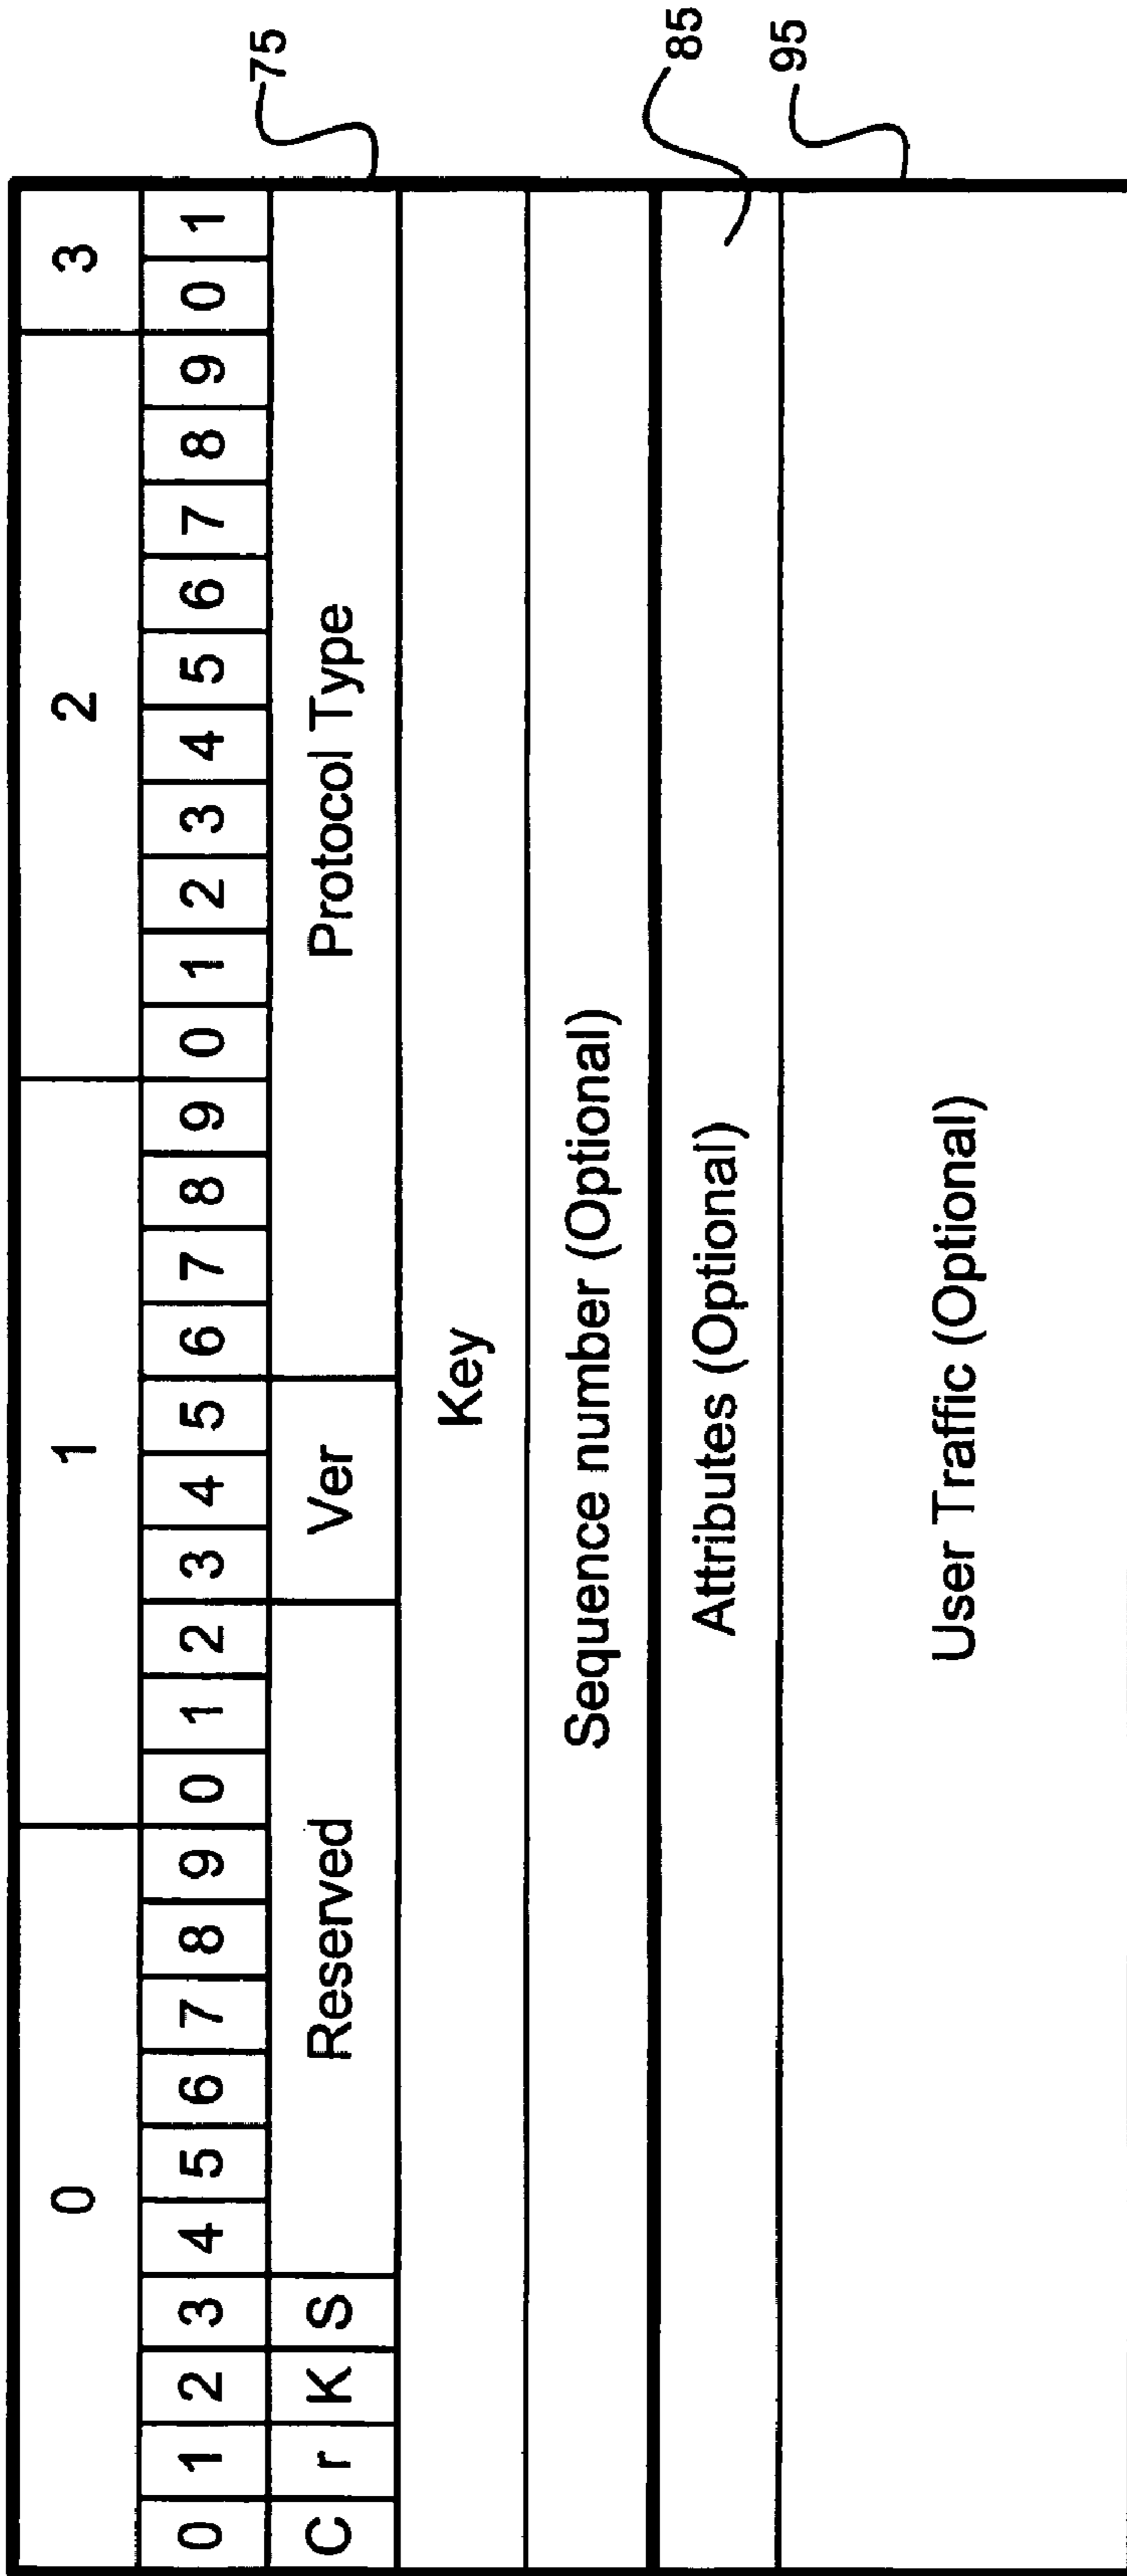 0 1 2 3
0 1 2 3 4 5 6 7 8 9 0 1 2 3 4 5 6 7 8 9 0 1 2 3 4 5 6 7 8 9 0 1
C r K S Reserved Ver Protocol Type
75
Key
Sequence number (Optional)
Attributes (Optional)
85
User Traffic (Optional)
95